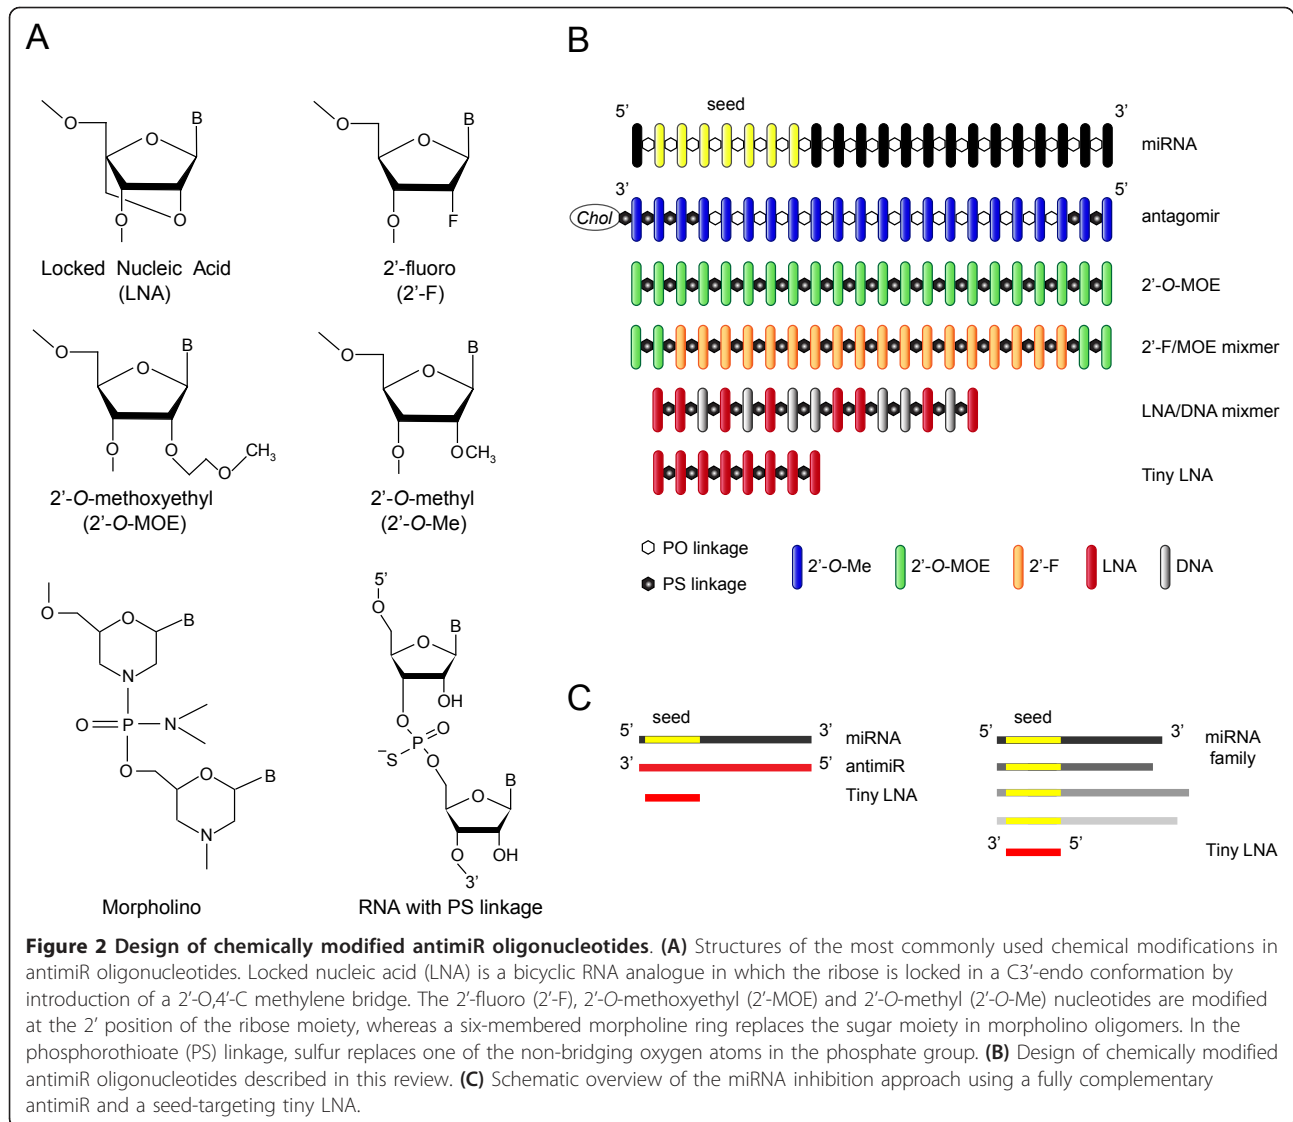 A
B
O
O
B
O
O
Locked Nucleic Acid
(LNA)
O
O
B
O
F
2'-fluoro
(2'-F)
O
O
B
O
O
O
CH3
2'-O-methoxyethyl
(2'-O-MOE)
O
O
B
O
OCH3
2'-O-methyl
(2'-O-Me)
O
O
B
N
O
P
N
O
O
B
N
Morpholino
5'
O
O
B
OH
O
P
O
–S
O
O
B
O
OH
3'
RNA with PS linkage
seed
5'
3'
miRNA
3'
5'
Chol
antagomir
2'-O-MOE
2'-F/MOE mixmer
LNA/DNA mixmer
Tiny LNA
PO linkage
PS linkage
2'-O-Me
2'-O-MOE
2'-F
LNA
DNA
C
5'
seed
3'
miRNA
3'
5'
antimiR
Tiny LNA
5'
seed
3'
miRNA
family
3'
5'
Tiny LNA
Figure 2 Design of chemically modified antimiR oligonucleotides. (A) Structures of the most commonly used chemical modifications in
antimiR oligonucleotides. Locked nucleic acid (LNA) is a bicyclic RNA analogue in which the ribose is locked in a C3'-endo conformation by
introduction of a 2'-O,4'-C methylene bridge. The 2'-fluoro (2'-F), 2'-O-methoxyethyl (2'-MOE) and 2'-O-methyl (2'-O-Me) nucleotides are modified
at the 2' position of the ribose moiety, whereas a six-membered morpholine ring replaces the sugar moiety in morpholino oligomers. In the
phosphorothioate (PS) linkage, sulfur replaces one of the non-bridging oxygen atoms in the phosphate group. (B) Design of chemically modified
antimiR oligonucleotides described in this review. (C) Schematic overview of the miRNA inhibition approach using a fully complementary
antimiR and a seed-targeting tiny LNA.